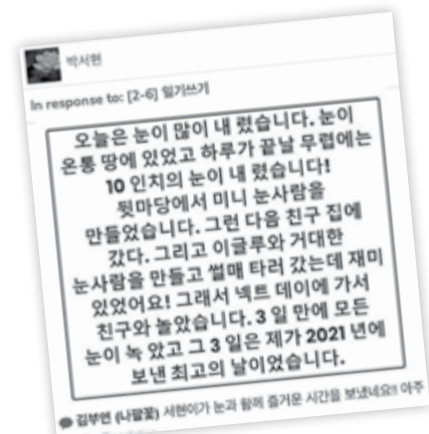 박서현
In response to: [2-6] 일기쓰기
오늘은 눈이 많이 내 렸습니다. 눈이
온통 땅에 있었고 하루가 끝날 무렵에는
10 인치의 눈이 내 렸습니다!
뒷마당에서 미니 눈사람을
만들었습니다. 그런 다음 친구 집에
갔다. 그리고 이글루와 거대한
눈사람을 만들고 썰매 타러 갔는데 재미
있었어요! 그래서 넥트 데이에 가서
친구와 놀았습니다. 3 일 만에 모든
눈이 녹 았고 그 3 일은 제가 2021 년에
보낸 최고의 날이었습니다.
김부연 (나팔꽃) 서현이가 눈과 함께 즐거운 시간을 보냈네요!! 아주